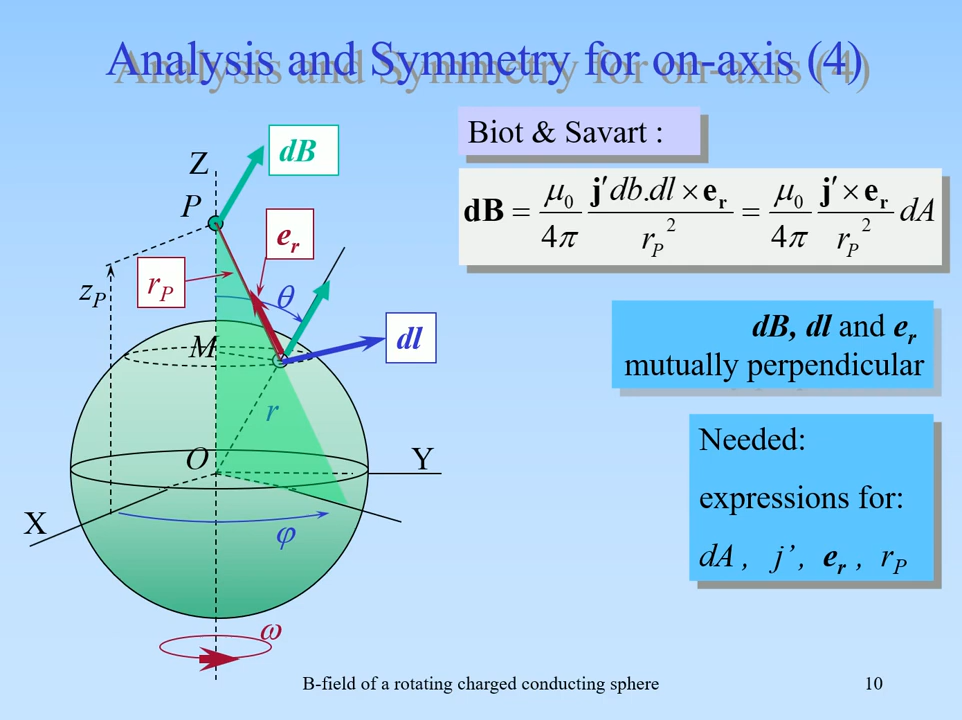 Analysis and Symmetry for on-axis (4)
Z
dB
P
e_r
r_P
z_P
θ
M
dl
r
O
Y
X
φ
ω
Biot & Savart :
dB = μ₀/4π j′db.dl × e_r / r_P² = μ₀/4π j′ × e_r / r_P² dA
dB, dl and e_r
mutually perpendicular
Needed:
expressions for:
dA , j’ , e_r , r_P
B-field of a rotating charged conducting sphere
10